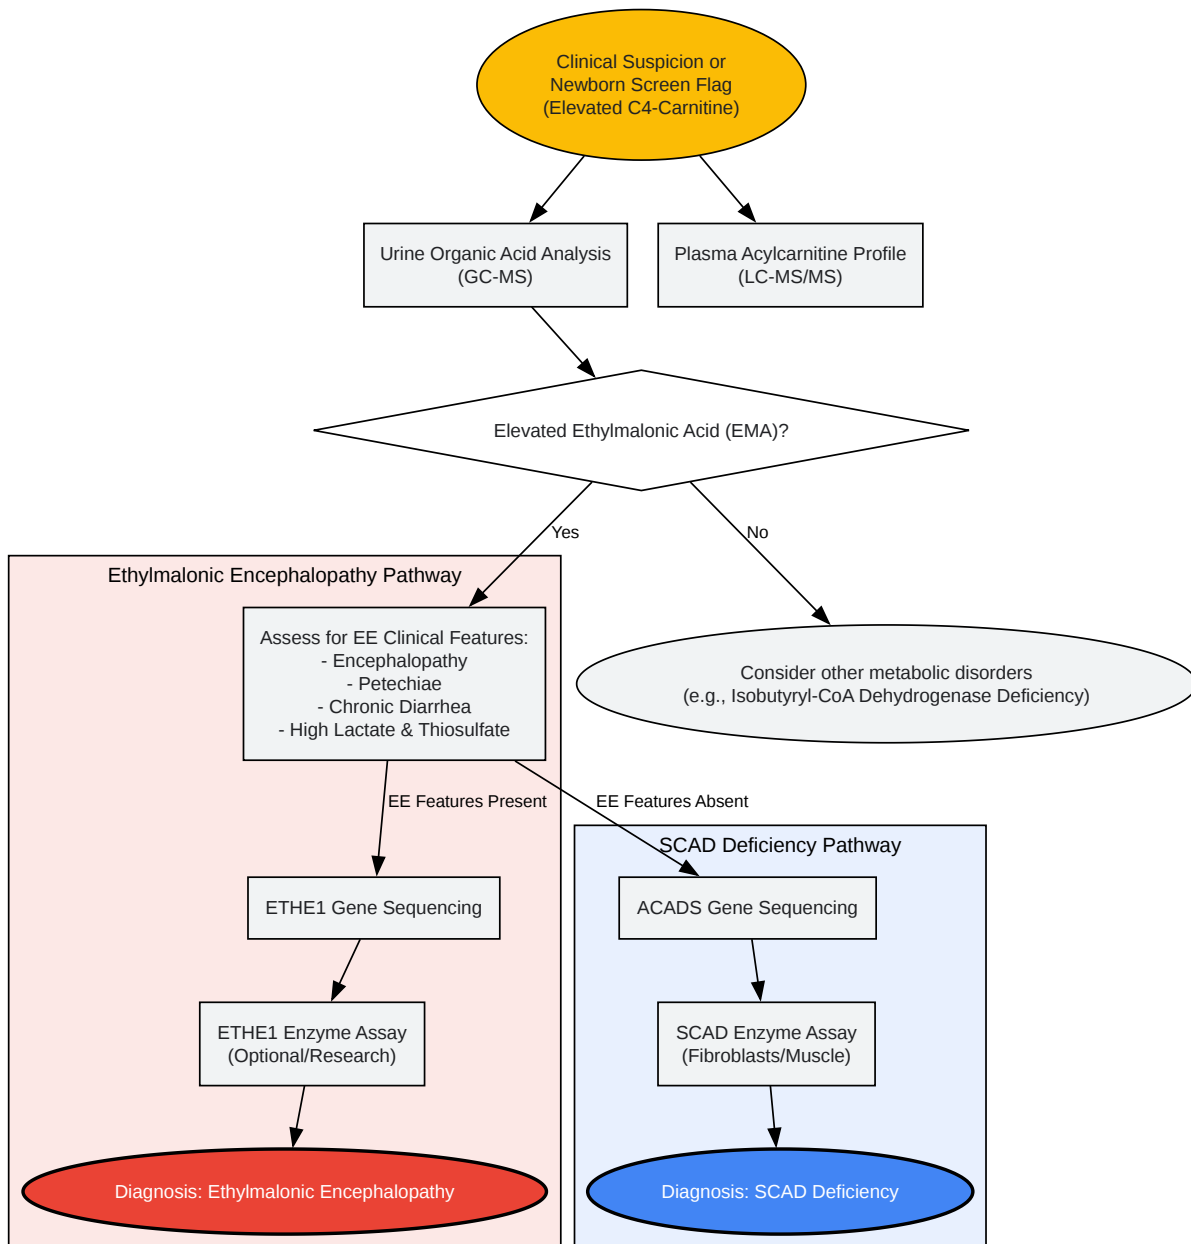 Clinical Suspicion or
Newborn Screen Flag
(Elevated C4-Carnitine)
Urine Organic Acid Analysis
(GC-MS)
Plasma Acylcarnitine Profile
(LC-MS/MS)
Elevated Ethylmalonic Acid (EMA)?
Yes
No
Ethylmalonic Encephalopathy Pathway
Assess for EE Clinical Features:
- Encephalopathy
- Petechiae
- Chronic Diarrhea
- High Lactate & Thiosulfate
Consider other metabolic disorders
(e.g., Isobutyryl-CoA Dehydrogenase Deficiency)
EE Features Present
EE Features Absent
SCAD Deficiency Pathway
ETHE1 Gene Sequencing
ACADS Gene Sequencing
ETHE1 Enzyme Assay
(Optional/Research)
SCAD Enzyme Assay
(Fibroblasts/Muscle)
Diagnosis: Ethylmalonic Encephalopathy
Diagnosis: SCAD Deficiency